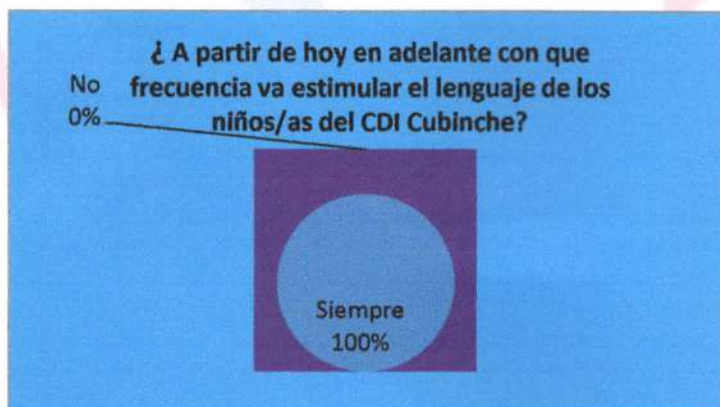 ¿ A partir de hoy en adelante con que
frecuencia va estimular el lenguaje de los
niños/as del CDI Cubinche?
No
0%
Siempre
100%